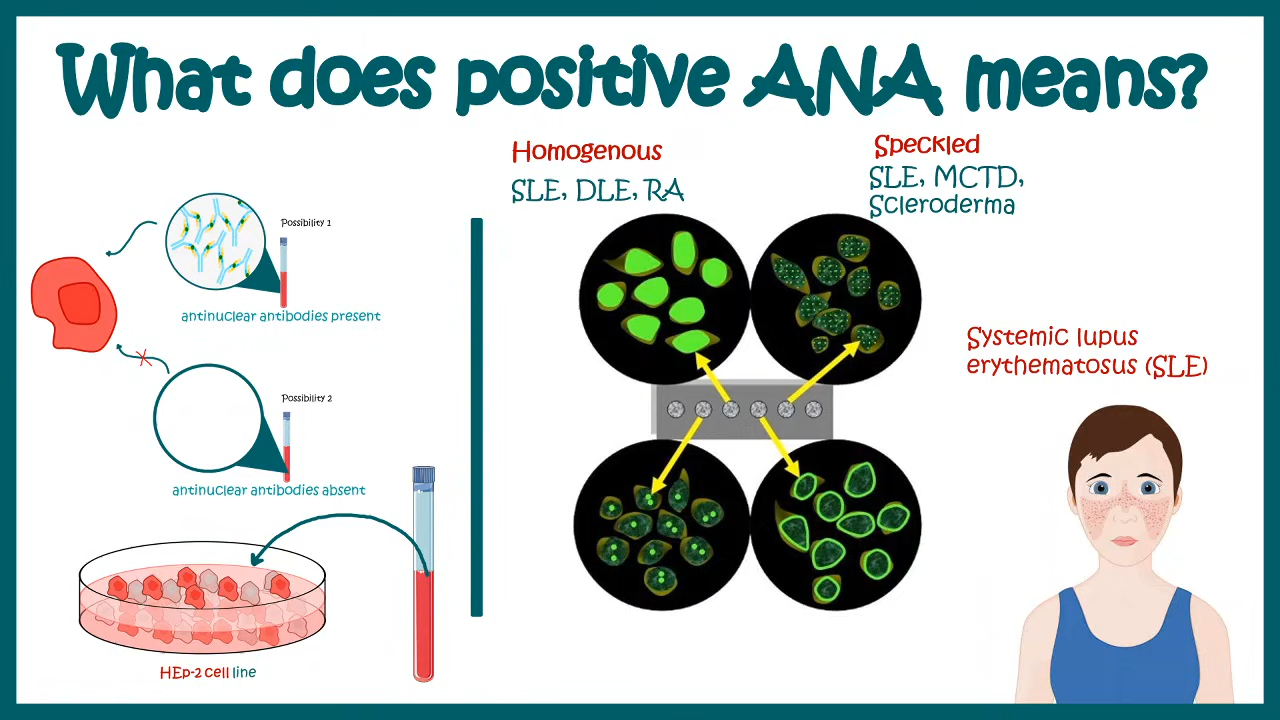 What does positive ANA means?
Homogenous
SLE, DLE, RA
Speckled
SLE, MCTD,
Scleroderma
Possibility 1
antinuclear antibodies present
Possibility 2
antinuclear antibodies absent
HEp-2 cell line
Systemic lupus
erythematosus (SLE)